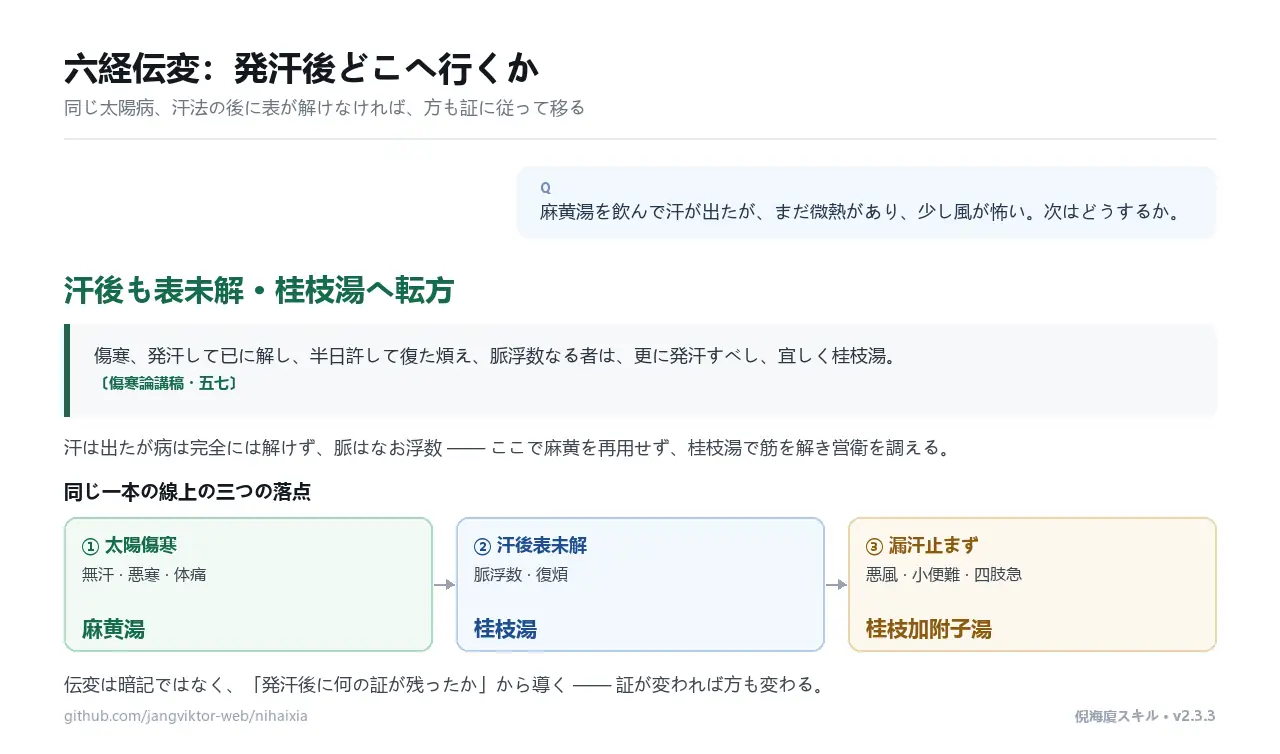 六経伝変：発汗後どこへ行くか
同じ太陽病、汗法の後に表が解けなければ、方も証に従って移る
Q
麻黄湯を飲んで汗が出たが、まだ微熱があり、少し風が怖い。次はどうするか。
汗後も表未解・桂枝湯へ転方
傷寒、発汗して已に解し、半日許して復た煩え、脈浮数なる者は、更に発汗すべし、宜しく桂枝湯。
〔傷寒論講稿・五七〕
汗は出たが病は完全には解けず、脈はなお浮数 —— ここで麻黄を再用せず、桂枝湯で筋を解き営衛を調える。
同じ一本の線上の三つの落点
① 太陽傷寒
無汗・悪寒・体痛
麻黄湯
② 汗後表未解
脈浮数・復煩
桂枝湯
③ 漏汗止まず
悪風・小便難・四肢急
桂枝加附子湯
伝変は暗記ではなく、「発汗後に何の証が残ったか」から導く —— 証が変われば方も変わる。
github.com/jangviktor-web/nihaixia
倪海廈スキル・v2.3.3